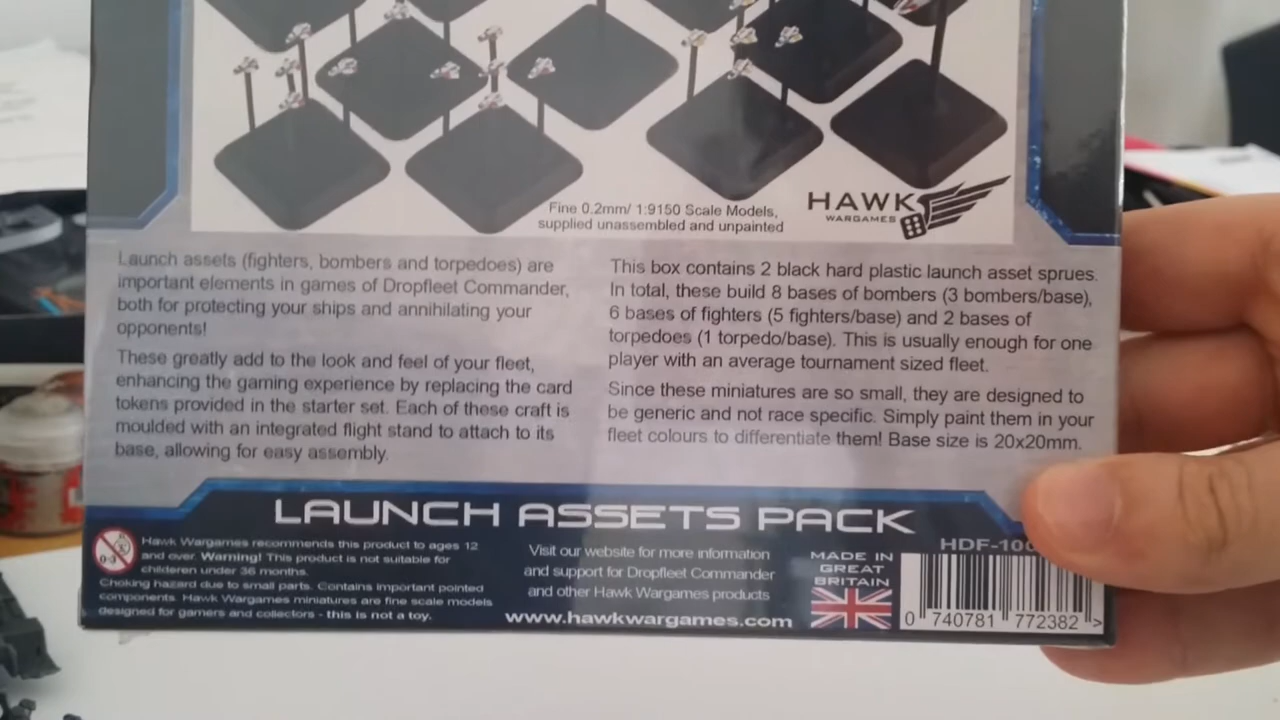 Fine 0.2mm/ 1:9150 Scale Models,
supplied unassembled and unpainted
HAWK
WARGAMES
Launch assets (fighters, bombers and torpedoes) are
important elements in games of Dropfleet Commander,
both for protecting your ships and annihilating your
opponents!
These greatly add to the look and feel of your fleet,
enhancing the gaming experience by replacing the card
tokens provided in the starter set. Each of these craft is
moulded with an integrated flight stand to attach to its
base, allowing for easy assembly.
This box contains 2 black hard plastic launch asset sprues.
In total, these build 8 bases of bombers (3 bombers/base),
6 bases of fighters (5 fighters/base) and 2 bases of
torpedoes (1 torpedo/base). This is usually enough for one
player with an average tournament sized fleet.
Since these miniatures are so small, they are designed to
be generic and not race specific. Simply paint them in your
fleet colours to differentiate them! Base size is 20x20mm.
LAUNCH ASSETS PACK
0-3
Hawk Wargames recommends this product to ages 12
and over. Warning! This product is not suitable for
childeren under 36 months.
Choking hazard due to small parts. Contains important pointed
components. Hawk Wargames miniatures are fine scale models
designed for gamers and collectors - this is not a toy.
Visit our website for more information
and support for Dropfleet Commander
and other Hawk Wargames products
www.hawkwargames.com
MADE IN
GREAT
BRITAIN
HDF-100
0 740781 772382 >